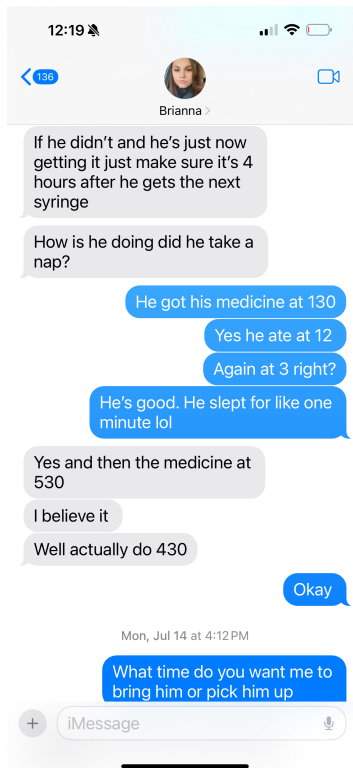 12:19
136
Brianna
If he didn't and he's just now
getting it just make sure it's 4
hours after he gets the next
syringe
How is he doing did he take a
nap?
He got his medicine at 130
Yes he ate at 12
Again at 3 right?
He's good. He slept for like one
minute lol
Yes and then the medicine at
530
I believe it
Well actually do 430
Okay
Mon, Jul 14 at 4:12 PM
What time do you want me to
bring him or pick him up
iMessage